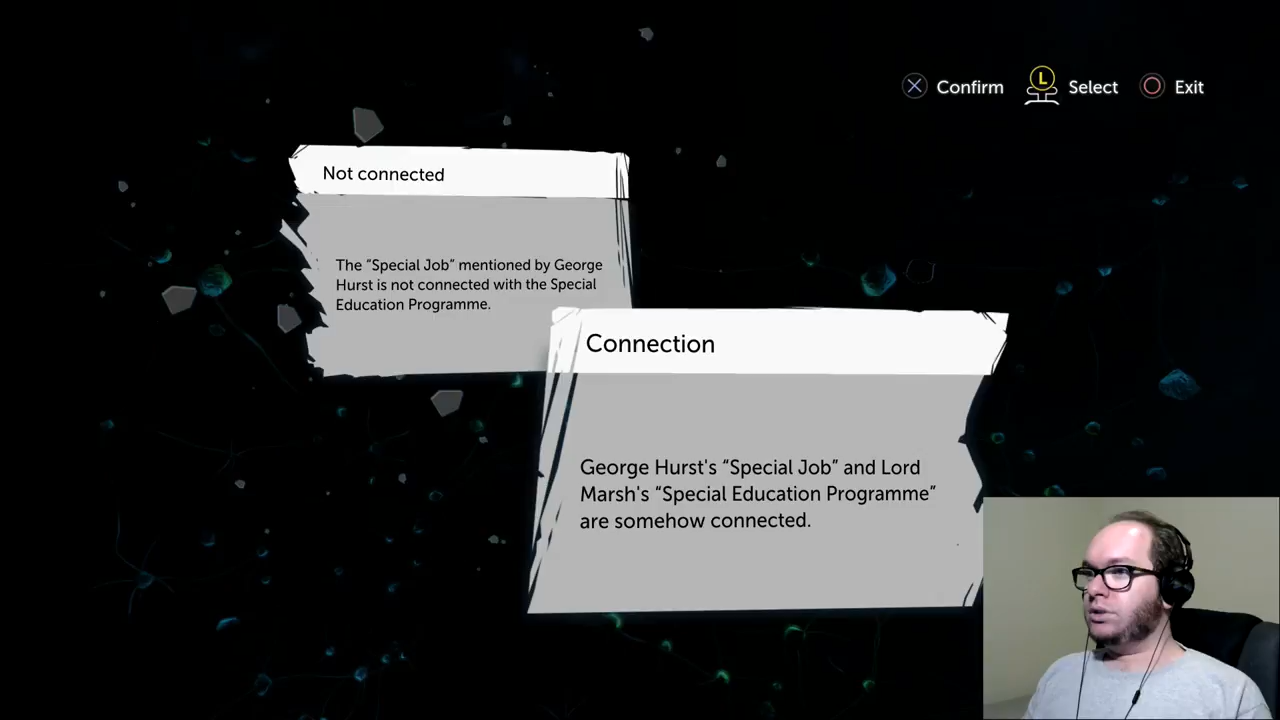 L
Confirm Select Exit
Not connected
The “Special Job” mentioned by George
Hurst is not connected with the Special
Education Programme.
Connection
George Hurst's “Special Job” and Lord
Marsh's “Special Education Programme”
are somehow connected.